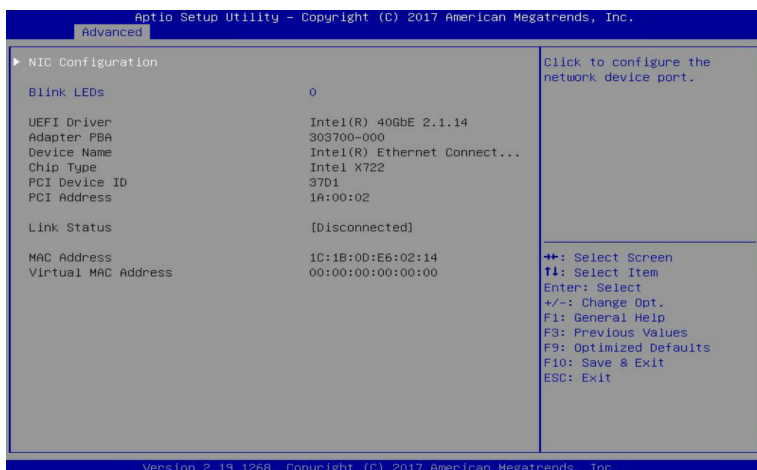 Aptio Setup Utility – Copyright (C) 2017 American Megatrends, Inc.
Advanced
NIC Configuration
Blink LEDs 0
UEFI Driver Intel(R) 40GbE 2.1.14
Adapter PBA 303700-000
Device Name Intel(R) Ethernet Connect...
Chip Type Intel X722
PCI Device ID 37D1
PCI Address 1A:00:02
Link Status [Disconnected]
MAC Address 1C:1B:0D:E6:02:14
Virtual MAC Address 00:00:00:00:00:00
Click to configure the
network device port.
→←: Select Screen
↑↓: Select Item
Enter: Select
+/-: Change Opt.
F1: General Help
F3: Previous Values
F9: Optimized Defaults
F10: Save & Exit
ESC: Exit
Version 2.19.1268. Copyright (C) 2017 American Megatrends, Inc.